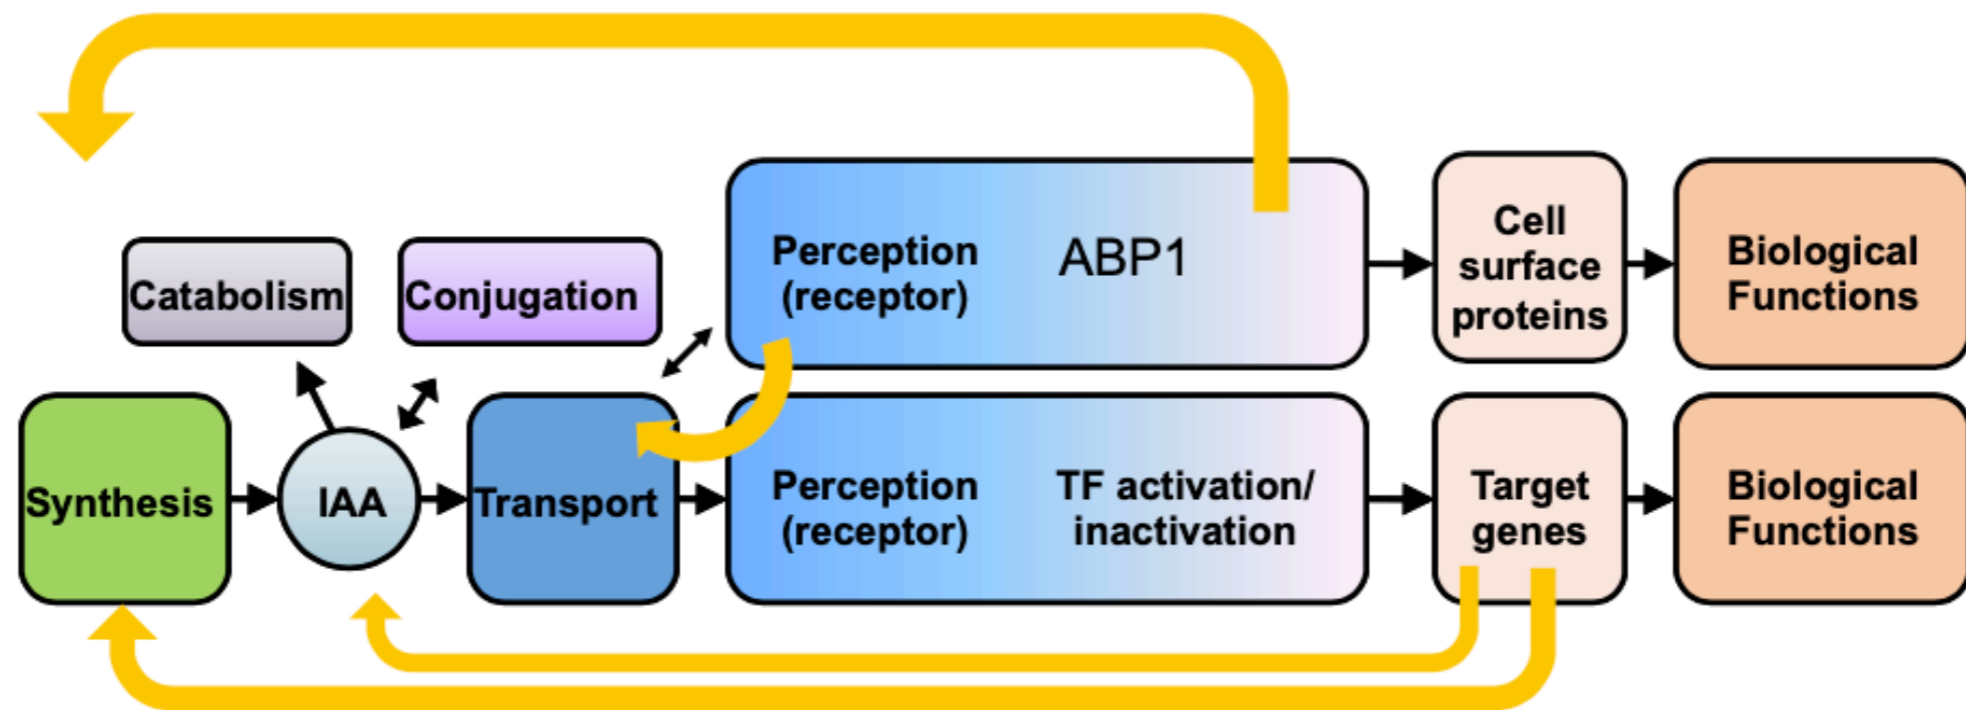 Perception
(receptor)
ABP1
Cell
surface
proteins
Biological
Functions
Catabolism
Conjugation
Synthesis
IAA
Transport
Perception
(receptor)
TF activation/
inactivation
Target
genes
Biological
Functions